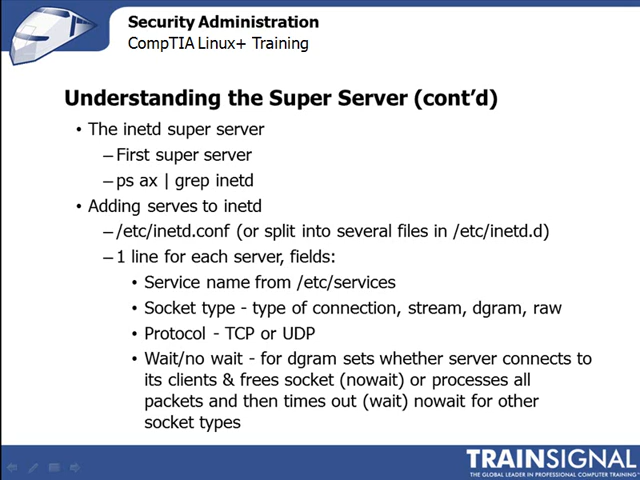 Security Administration
CompTIA Linux+ Training
Understanding the Super Server (cont'd)
• The inetd super server
– First super server
– ps ax | grep inetd
• Adding serves to inetd
– /etc/inetd.conf (or split into several files in /etc/inetd.d)
– 1 line for each server, fields:
• Service name from /etc/services
• Socket type - type of connection, stream, dgram, raw
• Protocol - TCP or UDP
• Wait/no wait - for dgram sets whether server connects to
its clients & frees socket (nowait) or processes all
packets and then times out (wait) nowait for other
socket types
TRAINSIGNAL
THE GLOBAL LEADER IN PROFESSIONAL COMPUTER TRAINING